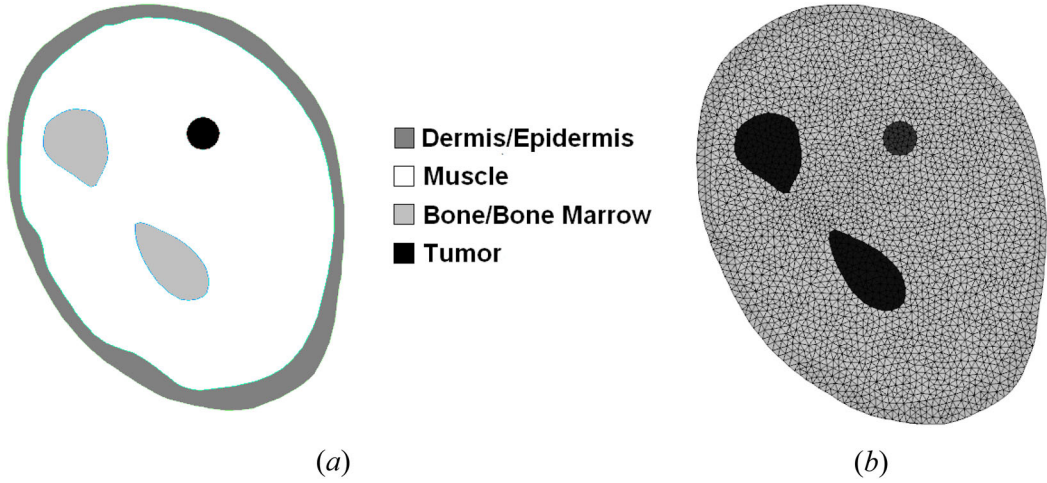 Dermis/Epidermis
Muscle
Bone/Bone Marrow
Tumor
(a)
(b)